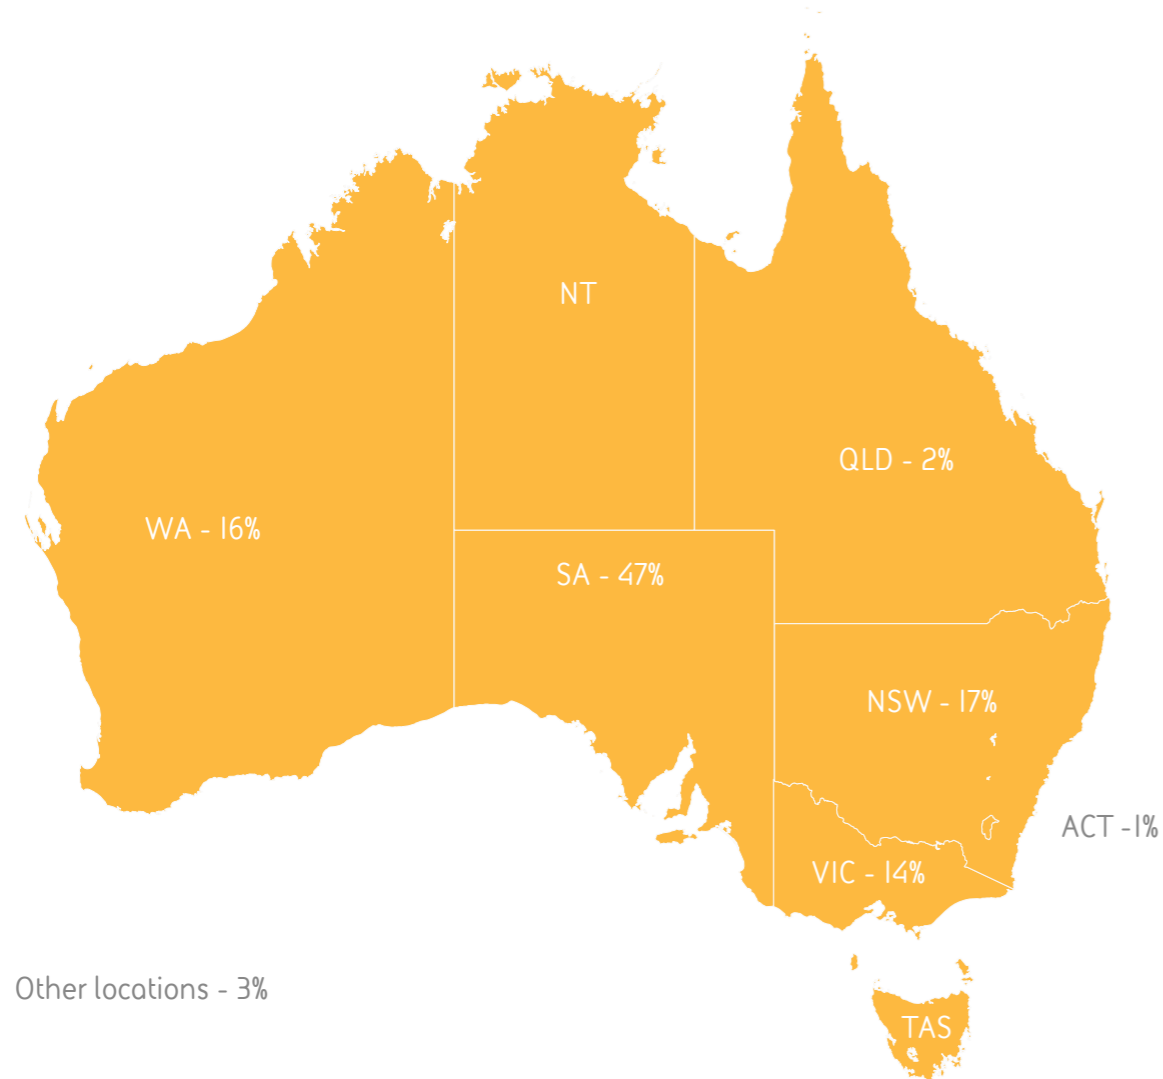 NT
QLD - 2%
WA - 16%
SA - 47%
NSW - 17%
ACT -1%
VIC - 14%
Other locations - 3%
TAS